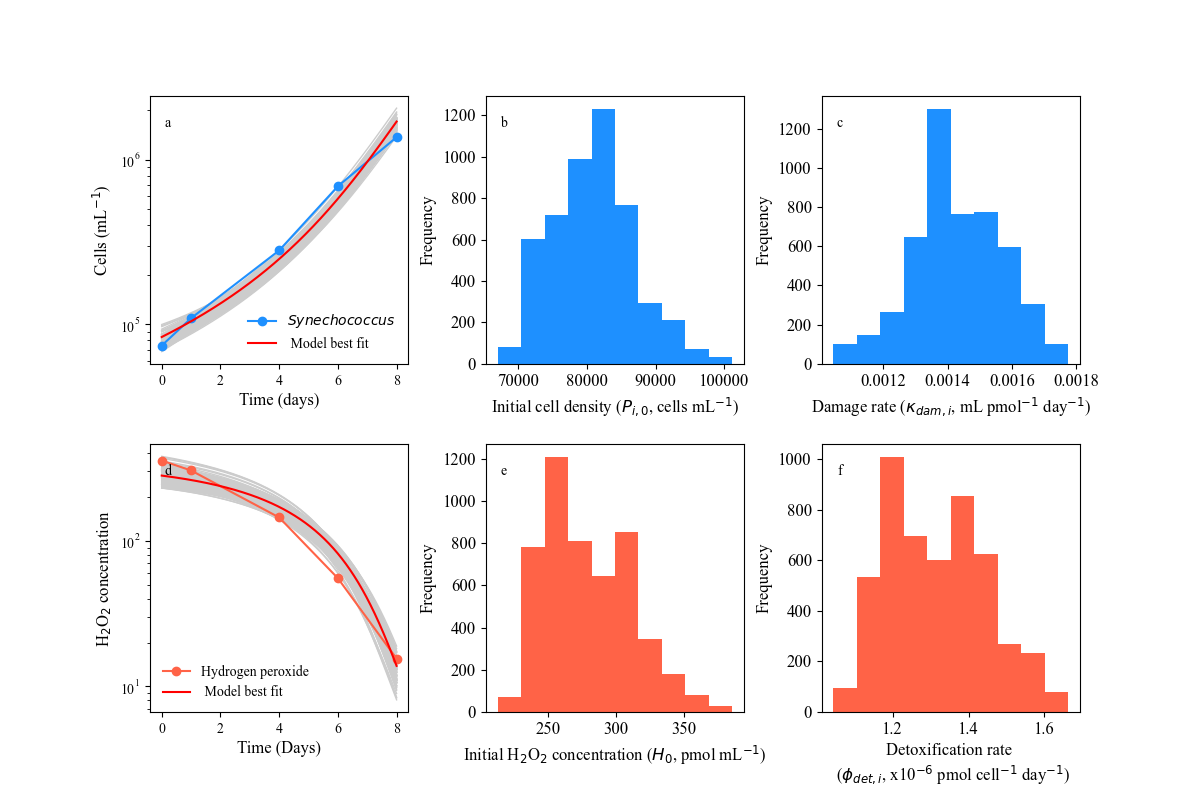 a
Cells (mL⁻¹)
10⁶
10⁵
Synechococcus
Model best fit
0 2 4 6 8
Time (days)
b
Frequency
1200
1000
800
600
400
200
0
70000 80000 90000 100000
Initial cell density (P_{i,0}, cells mL⁻¹)
c
Frequency
1200
1000
800
600
400
200
0
0.0012 0.0014 0.0016 0.0018
Damage rate (κ_{dam,i}, mL pmol⁻¹ day⁻¹)
d
H₂O₂ concentration
10²
10¹
Hydrogen peroxide
Model best fit
0 2 4 6 8
Time (Days)
e
Frequency
1200
1000
800
600
400
200
0
250 300 350
Initial H₂O₂ concentration (H₀, pmol mL⁻¹)
f
Frequency
1000
800
600
400
200
0
1.2 1.4 1.6
Detoxification rate
(ϕ_{det,i}, x10⁻⁶ pmol cell⁻¹ day⁻¹)